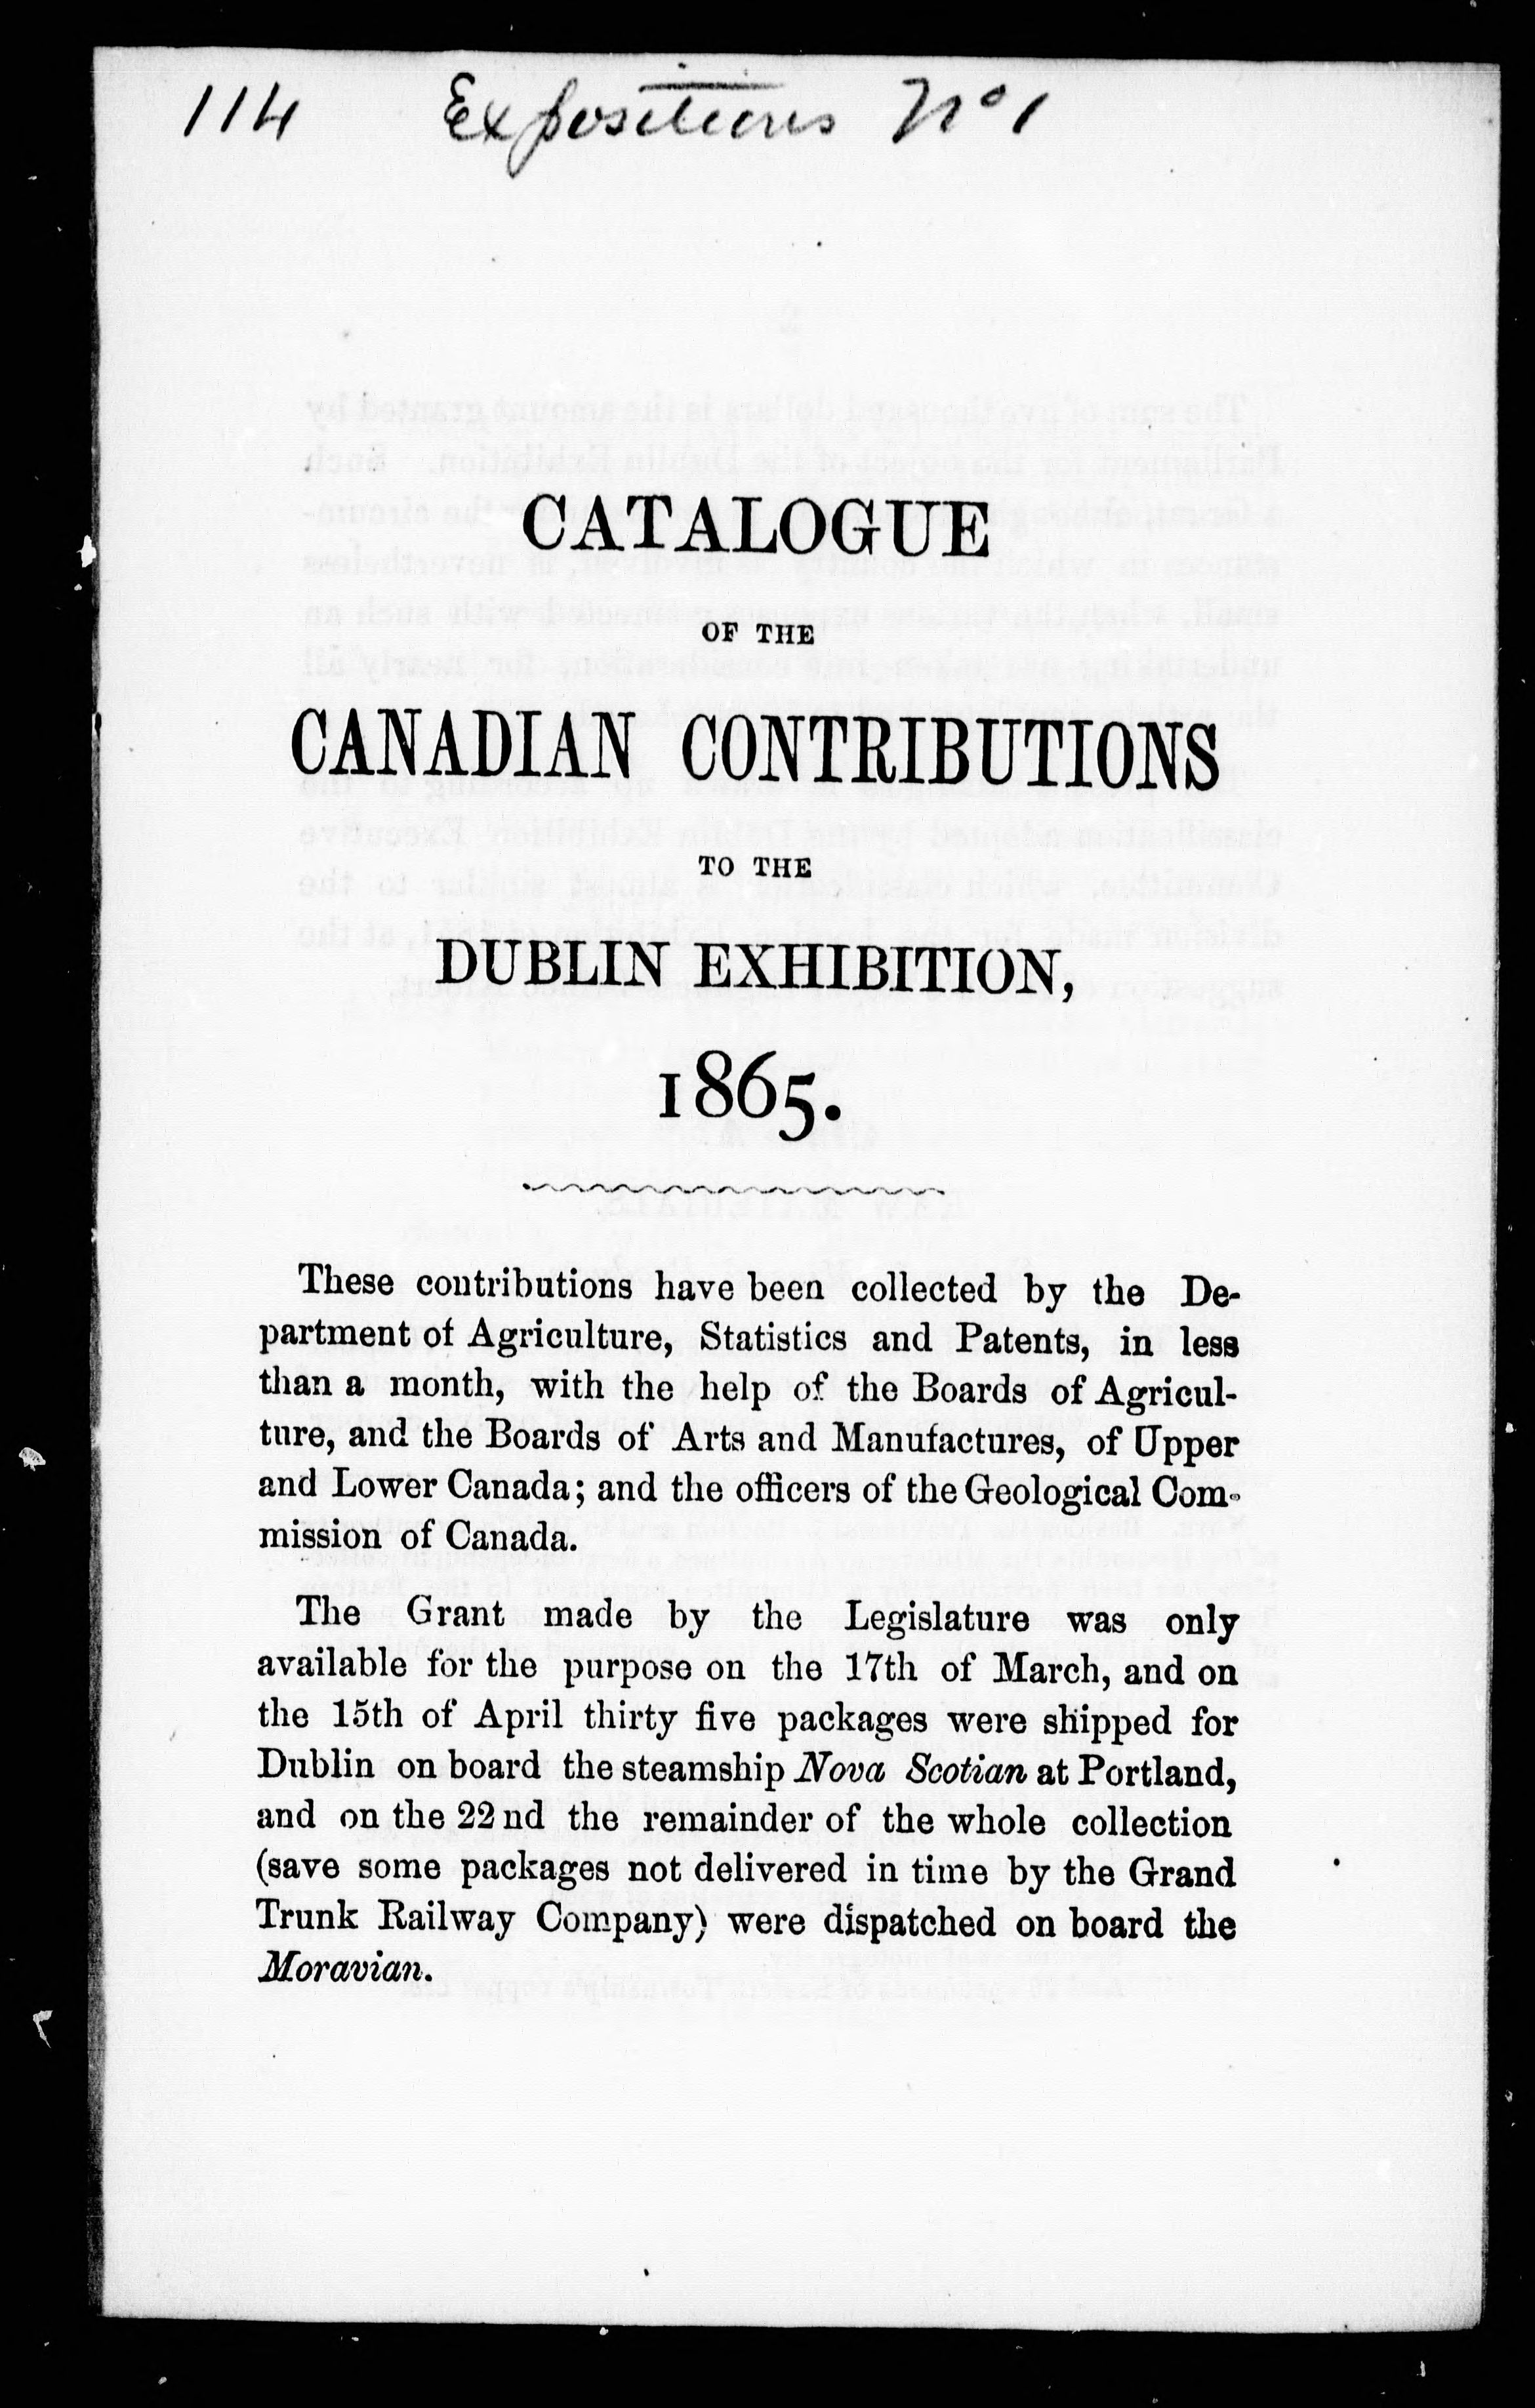 114 Expositions No 1
CATALOGUE
OF THE
CANADIAN CONTRIBUTIONS
TO THE
DUBLIN EXHIBITION,
1865.
These contributions have been collected by the De-
partment of Agriculture, Statistics and Patents, in less
than a month, with the help of the Boards of Agricul-
ture, and the Boards of Arts and Manufactures, of Upper
and Lower Canada; and the officers of the Geological Com-
mission of Canada.
The Grant made by the Legislature was only
available for the purpose on the 17th of March, and on
the 15th of April thirty five packages were shipped for
Dublin on board the steamship Nova Scotian at Portland,
and on the 22nd the remainder of the whole collection
(save some packages not delivered in time by the Grand
Trunk Railway Company) were dispatched on board the
Moravian.